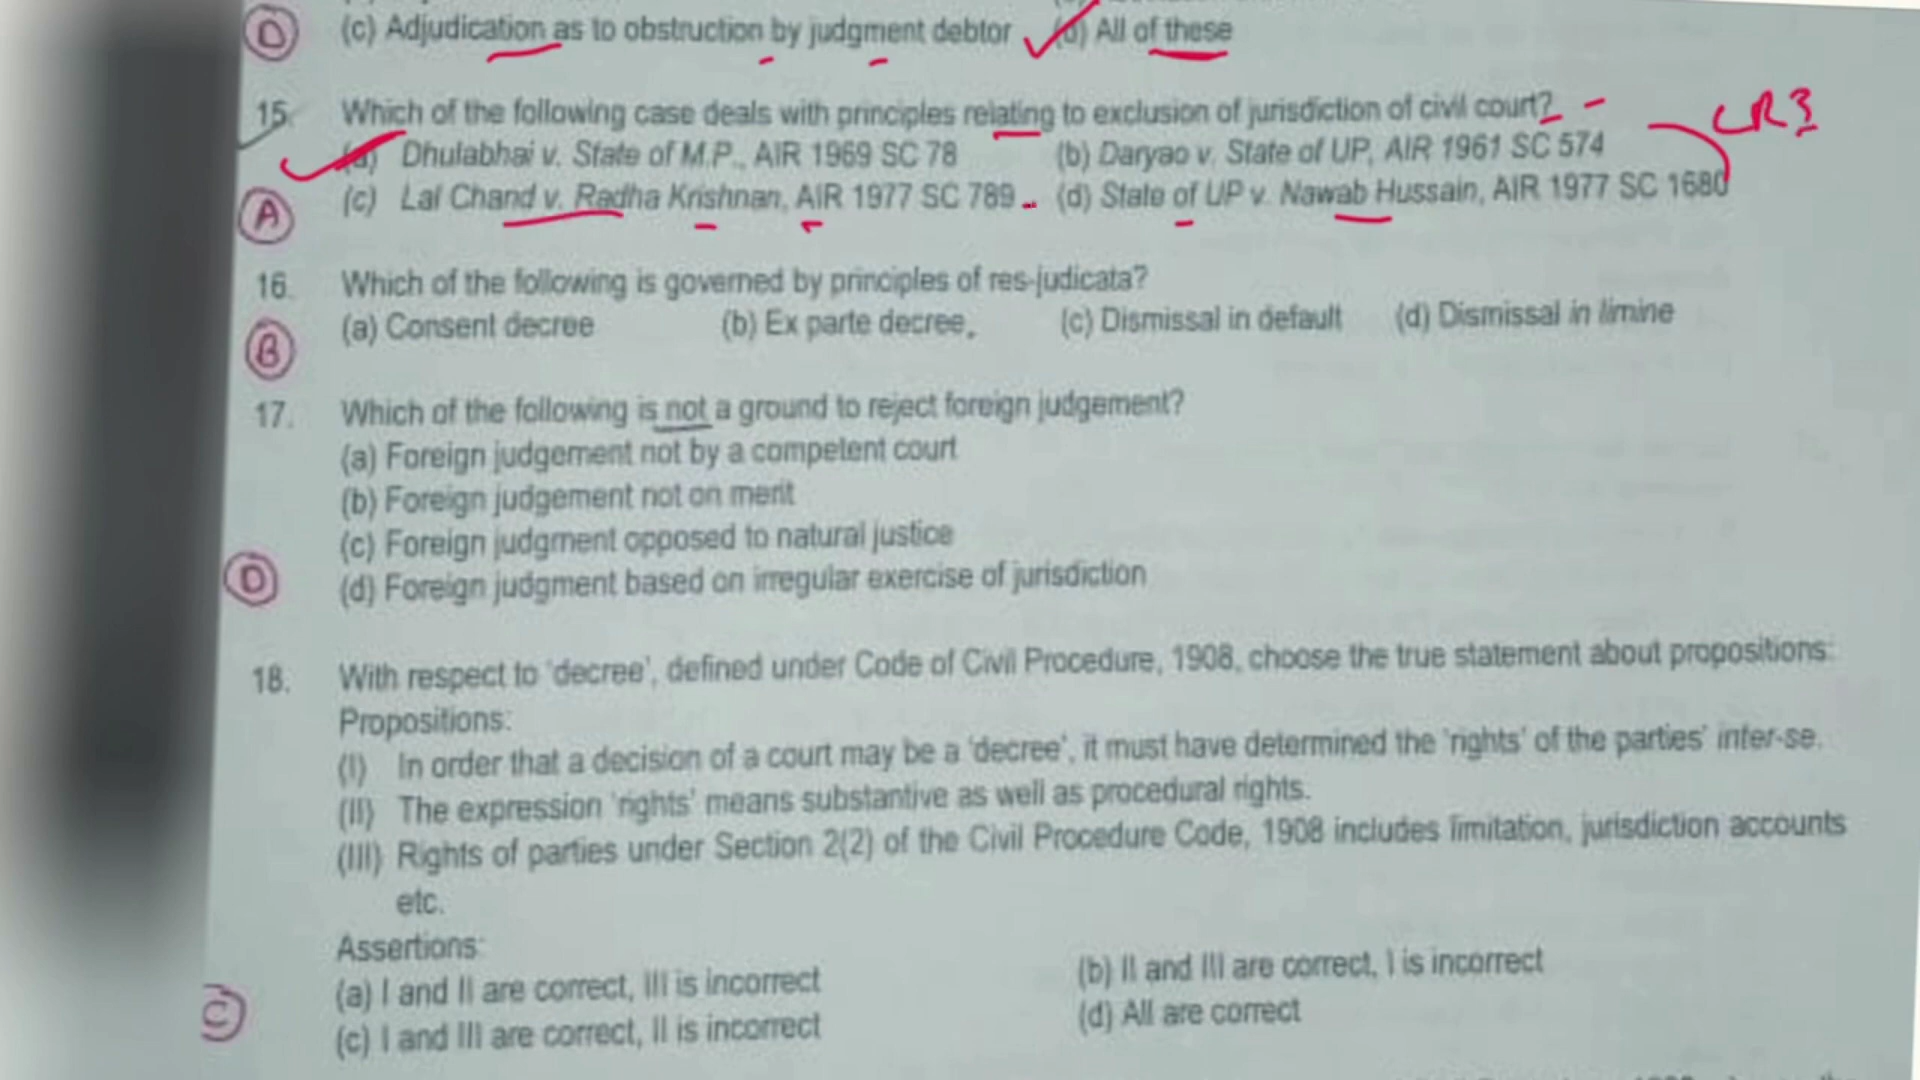 D (c) Adjudication as to obstruction by judgment debtor (d) All of these
15. Which of the following case deals with principles relating to exclusion of jurisdiction of civil court?
(a) Dhulabhai v. State of M.P., AIR 1969 SC 78 (b) Daryao v. State of UP, AIR 1961 SC 574
A (c) Lal Chand v. Radha Krishnan, AIR 1977 SC 789 (d) State of UP v. Nawab Hussain, AIR 1977 SC 1680
16. Which of the following is governed by principles of res-judicata?
B (a) Consent decree (b) Ex parte decree, (c) Dismissal in default (d) Dismissal in limine
17. Which of the following is not a ground to reject foreign judgement?
(a) Foreign judgement not by a competent court
(b) Foreign judgement not on merit
(c) Foreign judgment opposed to natural justice
D (d) Foreign judgment based on irregular exercise of jurisdiction
18. With respect to 'decree', defined under Code of Civil Procedure, 1908, choose the true statement about propositions:
Propositions:
(I) In order that a decision of a court may be a 'decree', it must have determined the 'rights' of the parties' inter-se.
(II) The expression 'rights' means substantive as well as procedural rights.
(III) Rights of parties under Section 2(2) of the Civil Procedure Code, 1908 includes limitation, jurisdiction accounts
etc.
Assertions:
(a) I and II are correct, III is incorrect (b) II and III are correct, I is incorrect
C (c) I and III are correct, II is incorrect (d) All are correct